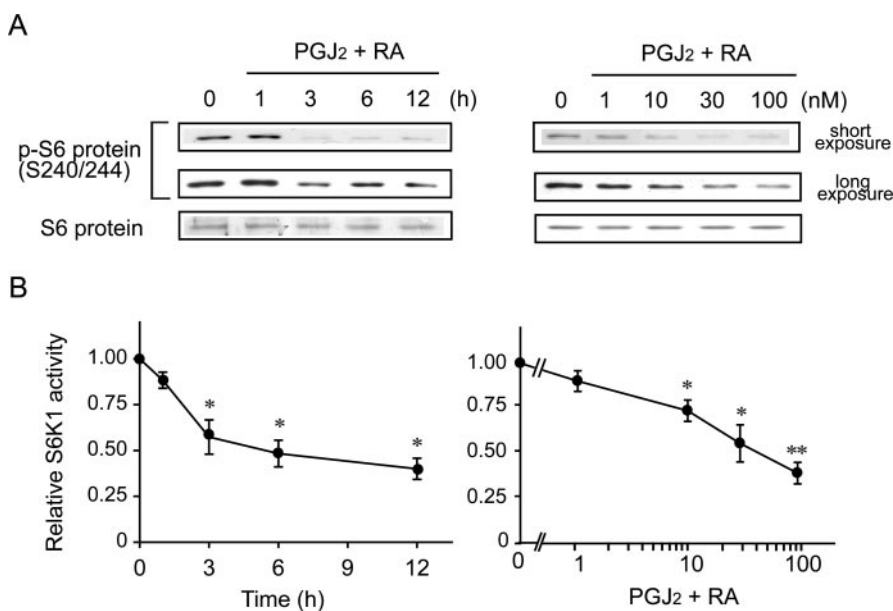 A
PGJ2 + RA
0 1 3 6 12 (h)
p-S6 protein
(S240/244)
S6 protein
PGJ2 + RA
0 1 10 30 100 (nM)
short
exposure
long
exposure
B
Relative S6K1 activity
1.00
0.75
0.50
0.25
0
* * *
0 3 6 9 12
Time (h)
1.00
0.75
0.50
0.25
0
* * **
0 1 10 100
PGJ2 + RA